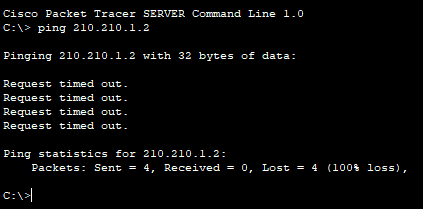 Cisco Packet Tracer SERVER Command Line 1.0
C:\> ping 210.210.1.2
Pinging 210.210.1.2 with 32 bytes of data:
Request timed out.
Request timed out.
Request timed out.
Request timed out.
Ping statistics for 210.210.1.2:
Packets: Sent = 4, Received = 0, Lost = 4 (100% loss),
C:\>